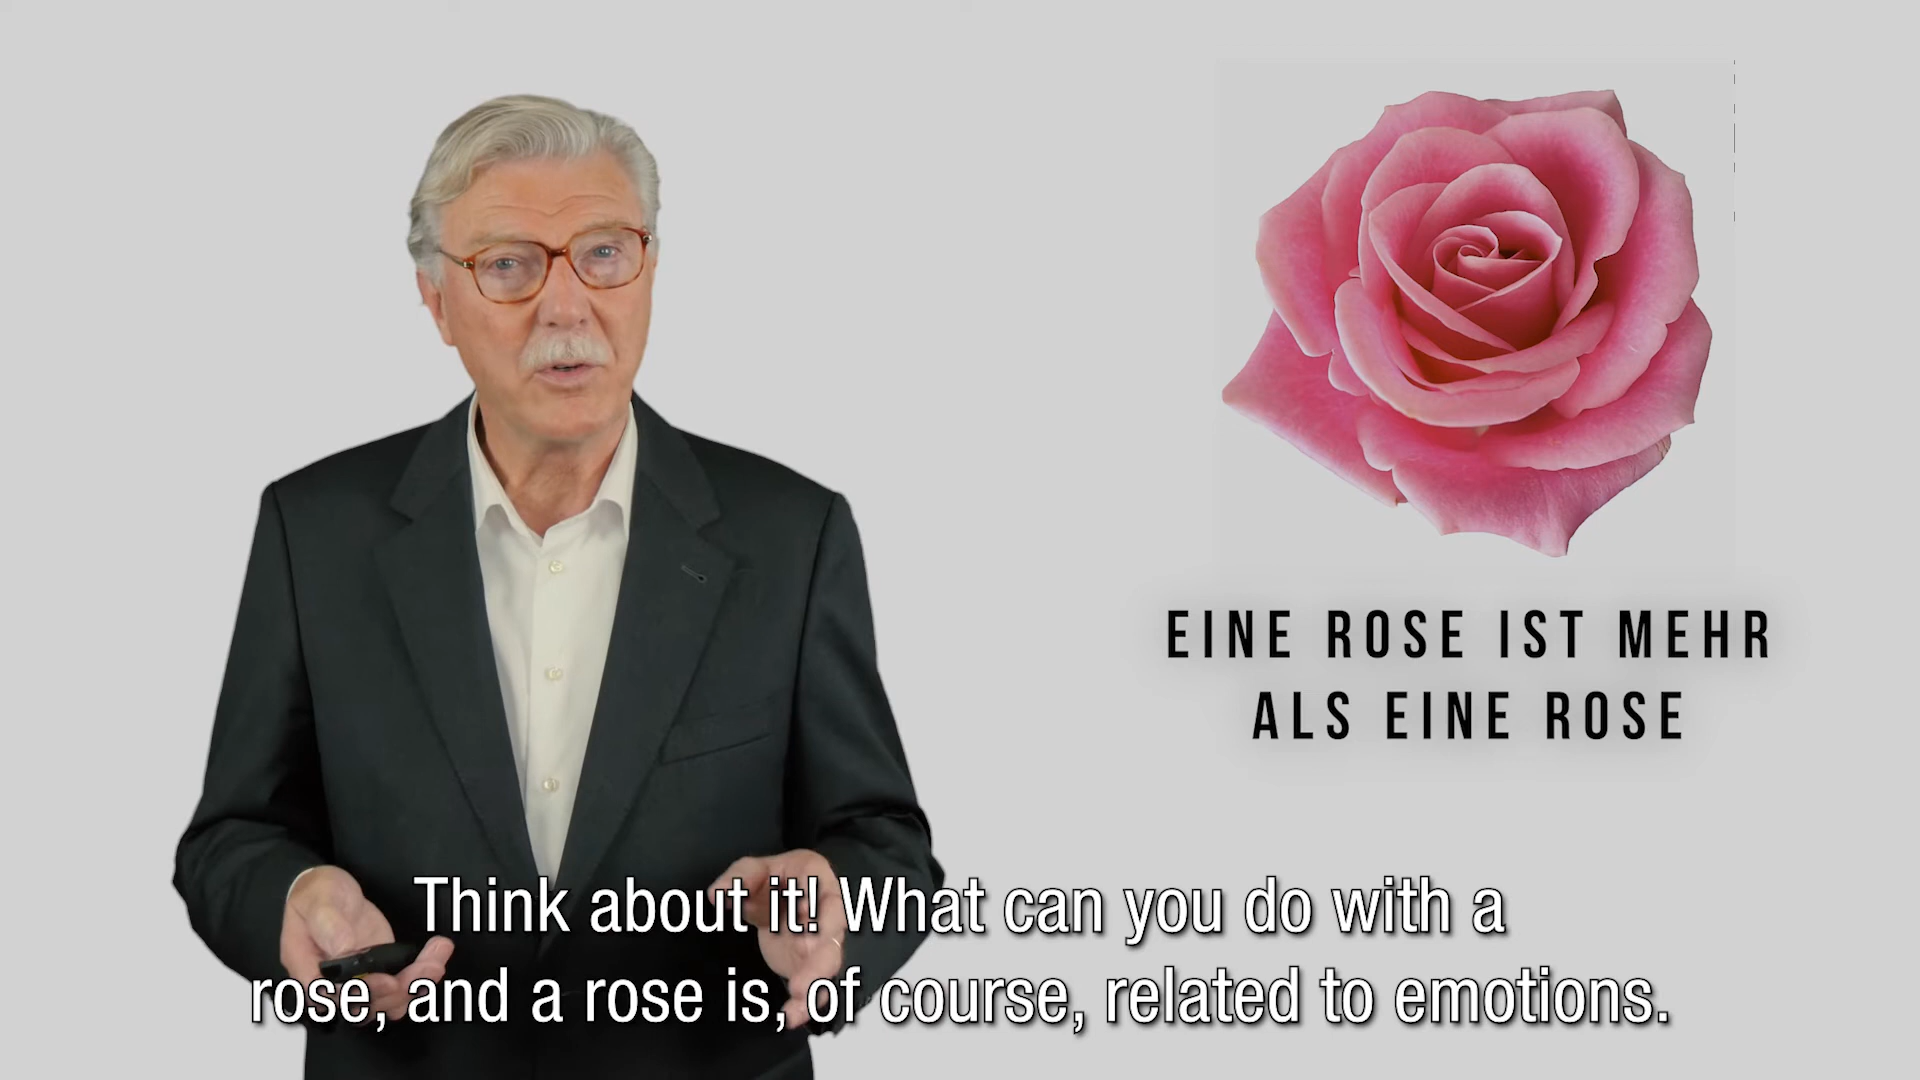 EINE ROSE IST MEHR
ALS EINE ROSE
Think about it! What can you do with a
rose, and a rose is, of course, related to emotions.